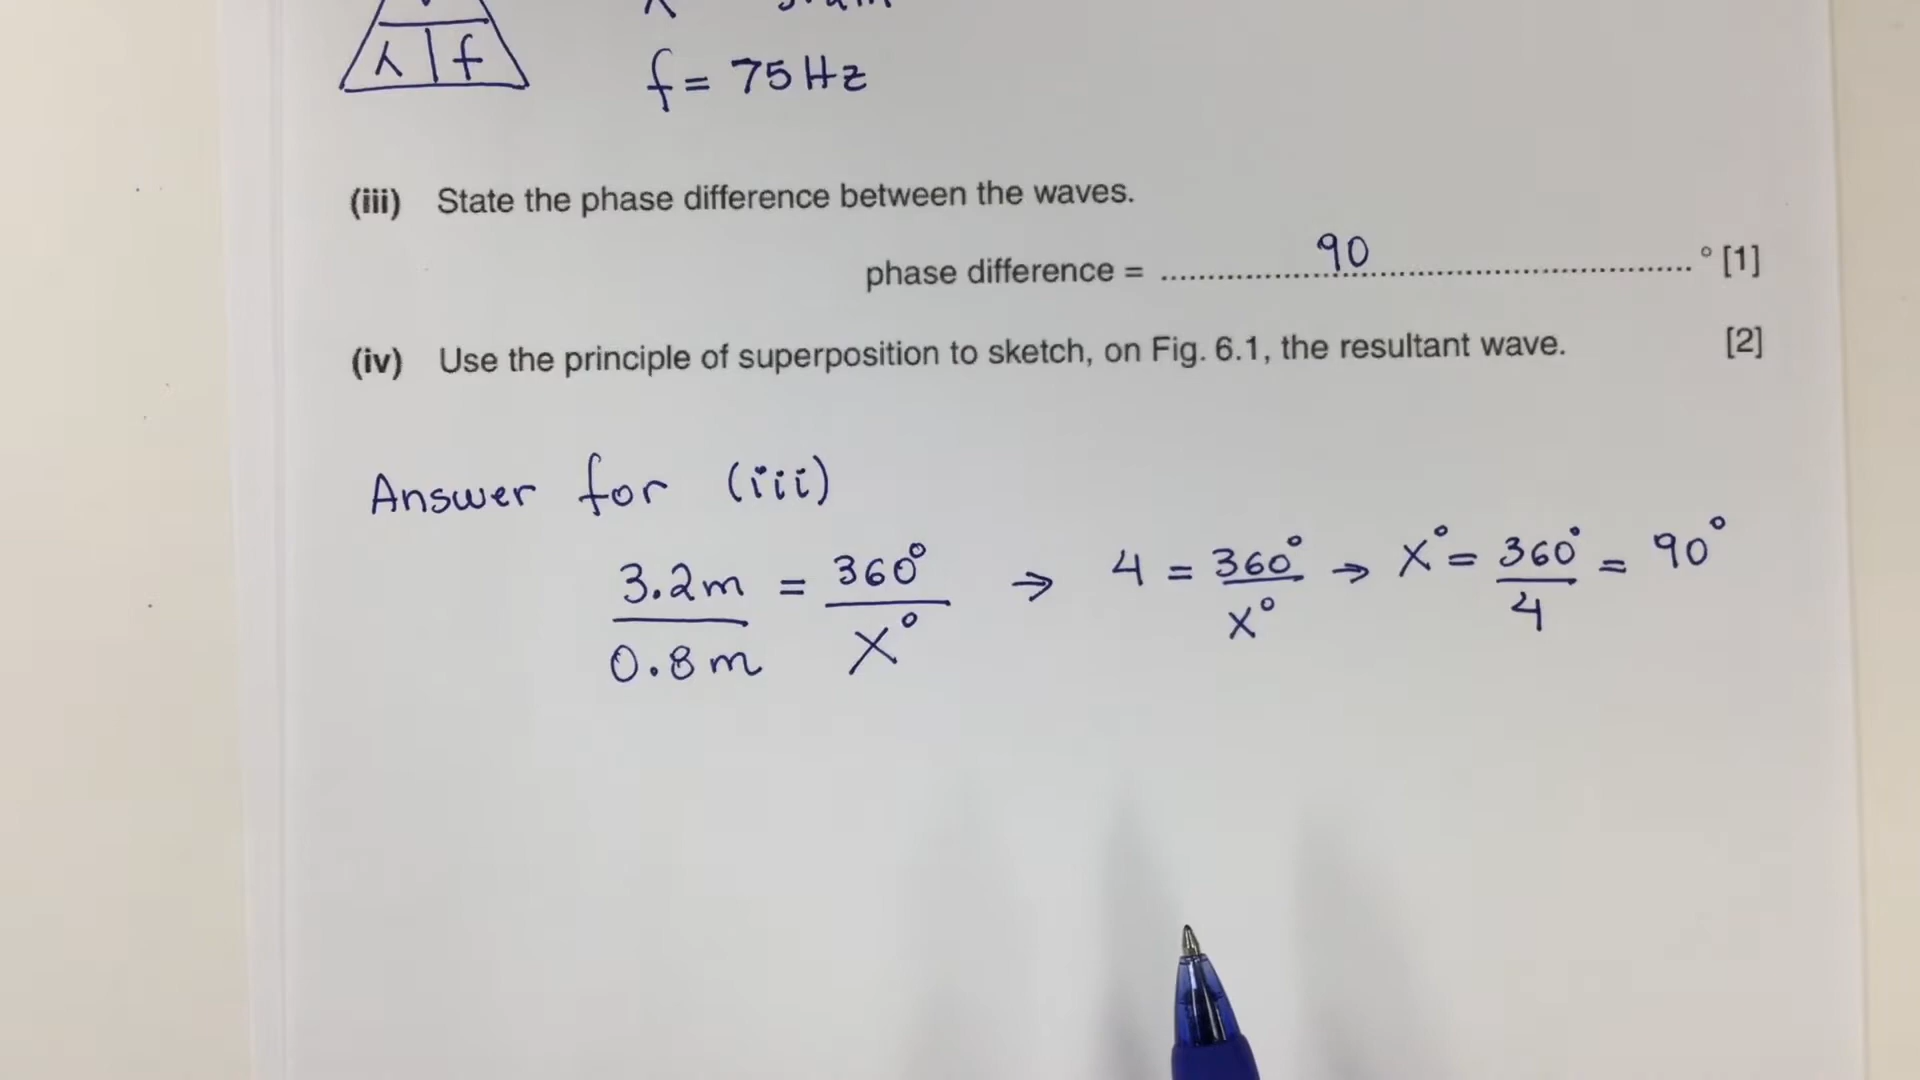 λ f
f = 75 Hz
(iii) State the phase difference between the waves.
phase difference = ........ 90 ........ ° [1]
(iv) Use the principle of superposition to sketch, on Fig. 6.1, the resultant wave. [2]
Answer for (iii)
3.2m / 0.8m = 360° / X° → 4 = 360° / X° → X° = 360° / 4 = 90°